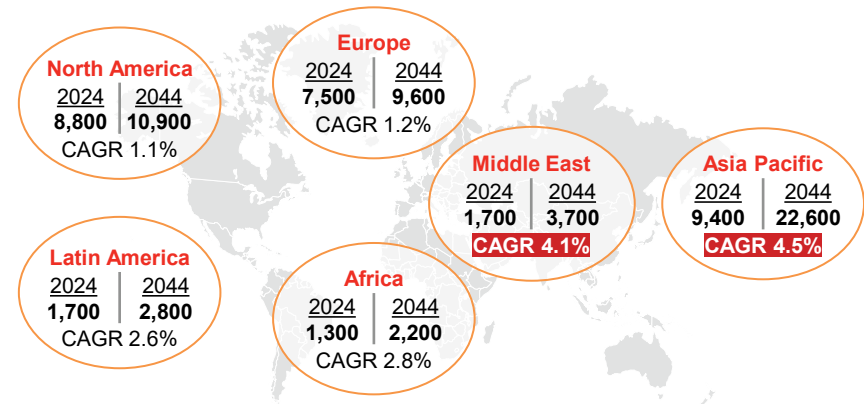 North America
2024 2044
8,800 10,900
CAGR 1.1%
Europe
2024 2044
7,500 9,600
CAGR 1.2%
Middle East
2024 2044
1,700 3,700
CAGR 4.1%
Asia Pacific
2024 2044
9,400 22,600
CAGR 4.5%
Latin America
2024 2044
1,700 2,800
CAGR 2.6%
Africa
2024 2044
1,300 2,200
CAGR 2.8%